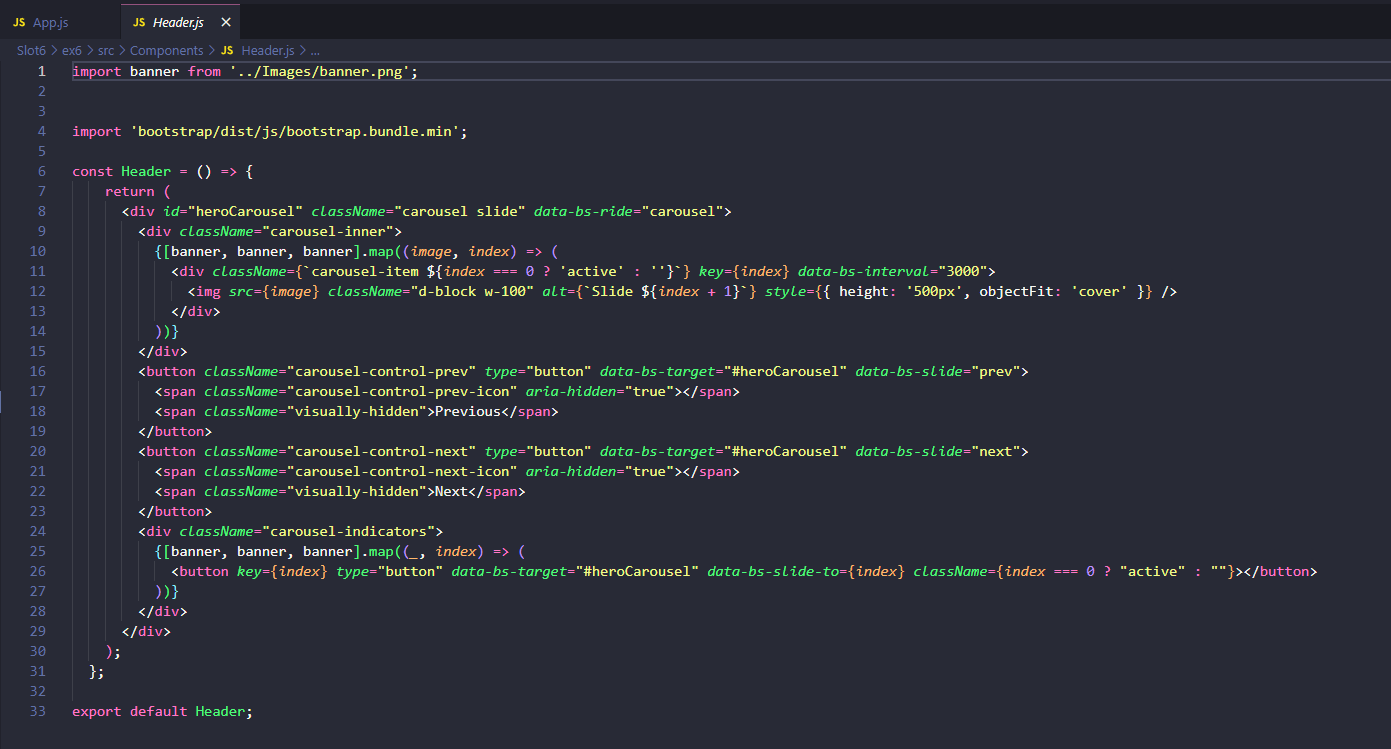 JS App.js JS Header.js ×
Slot6 > ex6 > src > Components > JS Header.js > ...
1 import banner from '../Images/banner.png';
2
3
4 import 'bootstrap/dist/js/bootstrap.bundle.min';
5
6 const Header = () => {
7 return (
8 <div id="heroCarousel" className="carousel slide" data-bs-ride="carousel">
9 <div className="carousel-inner">
10 {[banner, banner, banner].map((image, index) => (
11 <div className={`carousel-item ${index === 0 ? 'active' : ''}`} key={index} data-bs-interval="3000">
12 <img src={image} className="d-block w-100" alt={`Slide ${index + 1}`} style={{ height: '500px', objectFit: 'cover' }} />
13 </div>
14 ))}
15 </div>
16 <button className="carousel-control-prev" type="button" data-bs-target="#heroCarousel" data-bs-slide="prev">
17 <span className="carousel-control-prev-icon" aria-hidden="true"></span>
18 <span className="visually-hidden">Previous</span>
19 </button>
20 <button className="carousel-control-next" type="button" data-bs-target="#heroCarousel" data-bs-slide="next">
21 <span className="carousel-control-next-icon" aria-hidden="true"></span>
22 <span className="visually-hidden">Next</span>
23 </button>
24 <div className="carousel-indicators">
25 {[banner, banner, banner].map((_, index) => (
26 <button key={index} type="button" data-bs-target="#heroCarousel" data-bs-slide-to={index} className={index === 0 ? "active" : ""}></button>
27 ))}
28 </div>
29 </div>
30 );
31 };
32
33 export default Header;